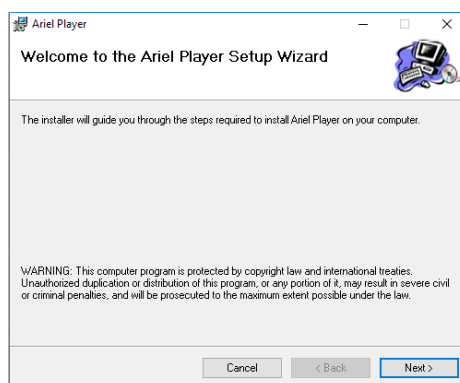 Ariel Player
Welcome to the Ariel Player Setup Wizard
The installer will guide you through the steps required to install Ariel Player on your computer.
WARNING: This computer program is protected by copyright law and international treaties.
Unauthorized duplication or distribution of this program, or any portion of it, may result in severe civil
or criminal penalties, and will be prosecuted to the maximum extent possible under the law.
Cancel
< Back
Next >